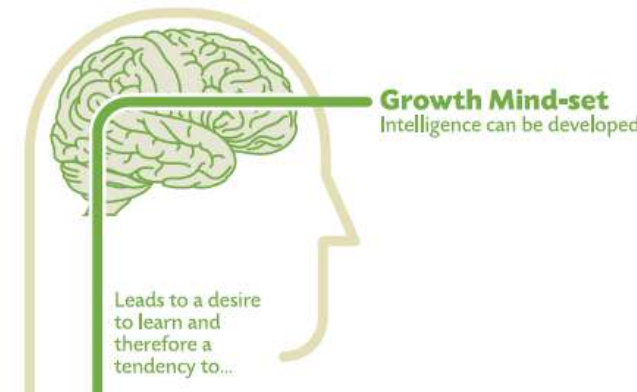 Growth Mind-set
Intelligence can be developed
Leads to a desire
to learn and
therefore a
tendency to...